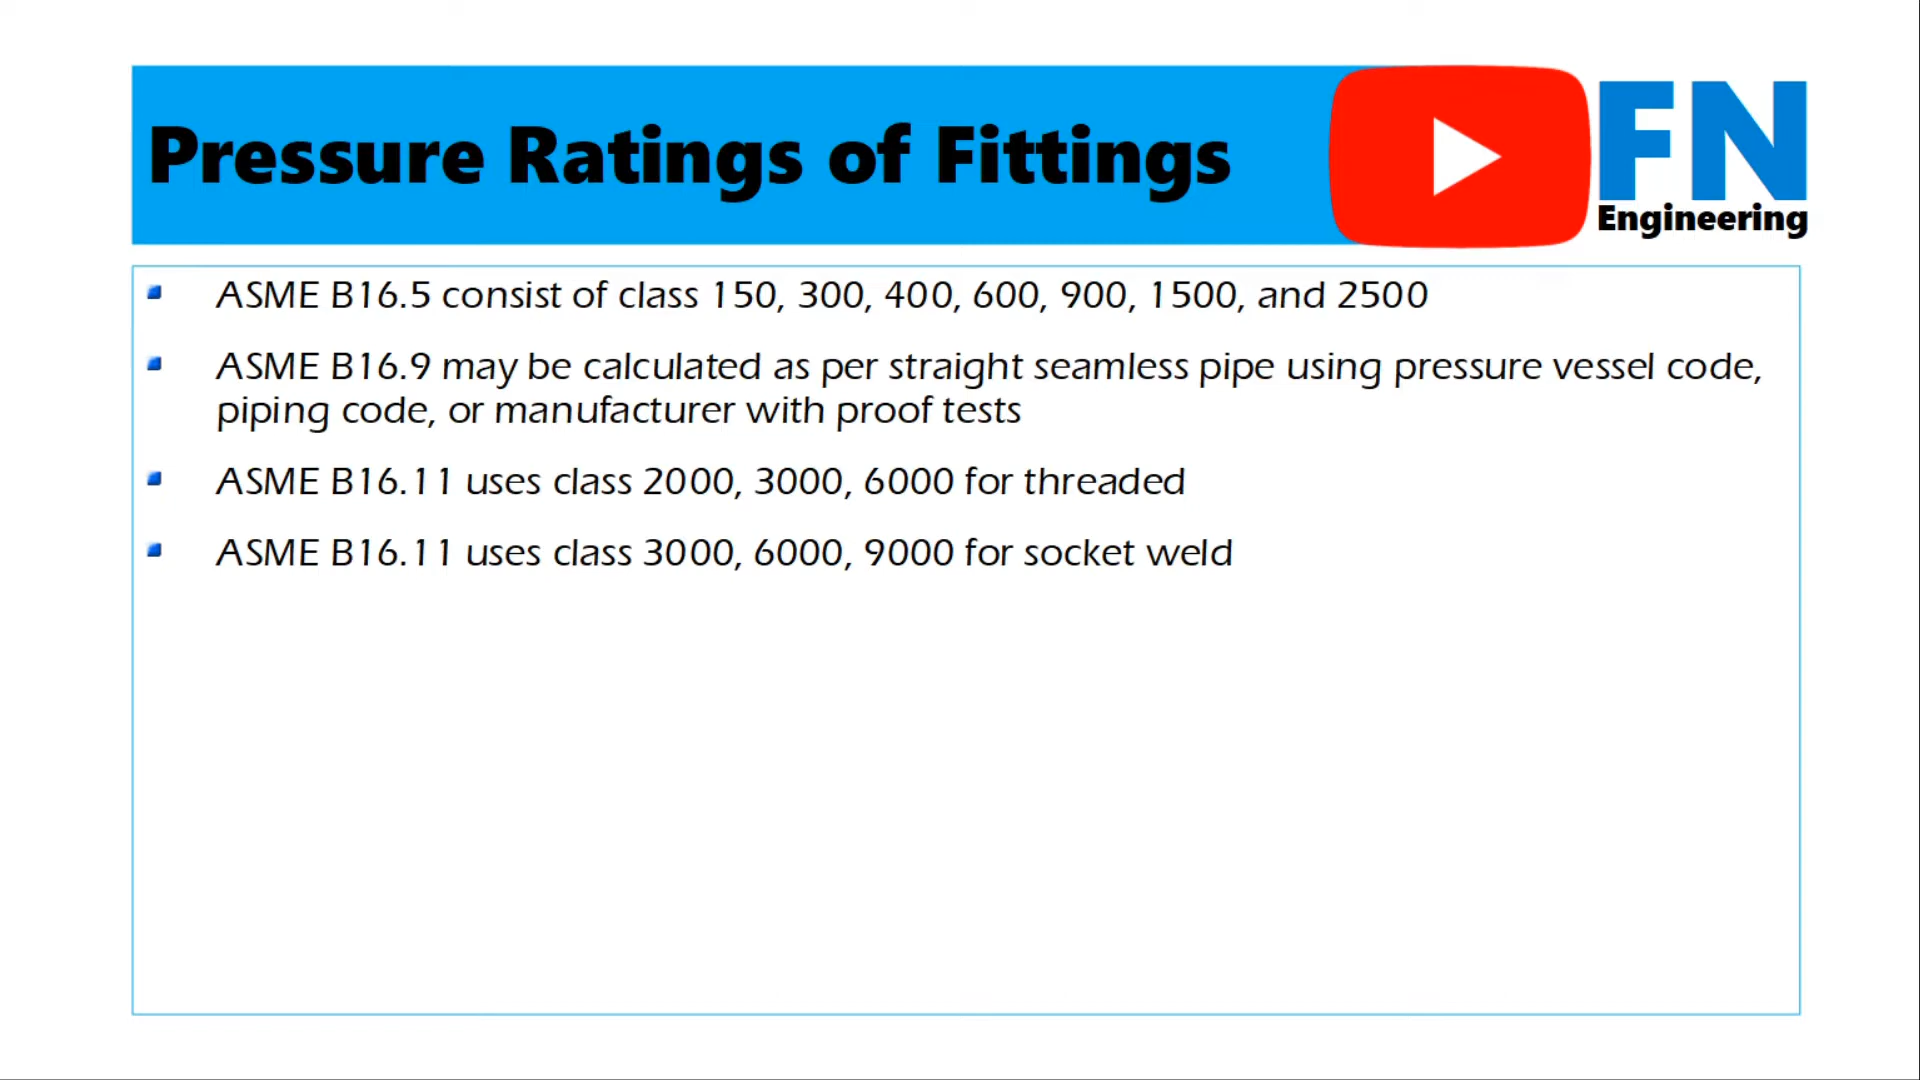 Pressure Ratings of Fittings
FN
Engineering
ASME B16.5 consist of class 150, 300, 400, 600, 900, 1500, and 2500
ASME B16.9 may be calculated as per straight seamless pipe using pressure vessel code,
piping code, or manufacturer with proof tests
ASME B16.11 uses class 2000, 3000, 6000 for threaded
ASME B16.11 uses class 3000, 6000, 9000 for socket weld